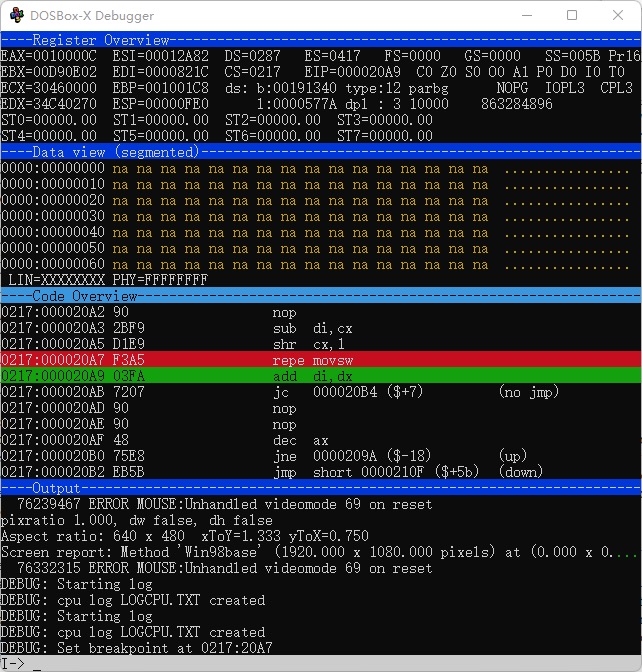 DOSBox-X Debugger
----Register Overview----
EAX=0010000C ESI=00012A82 DS=0287 ES=0417 FS=0000 GS=0000 SS=005B Pr16
EBX=00D90E02 EDI=0000821C CS=0217 EIP=000020A9 C0 Z0 S0 O0 A1 P0 D0 I0 T0
ECX=30460000 EBP=001001C8 ds: b:00191340 type:12 parbg NOPG IOPL3 CPL3
EDX=34C40270 ESP=00000FE0 l:0000577A dpl : 3 10000 863284896
ST0=00000.00 ST1=00000.00 ST2=00000.00 ST3=00000.00
ST4=00000.00 ST5=00000.00 ST6=00000.00 ST7=00000.00
----Data view (segmented)----
0000:00000000 na na na na na na na na na na na na na na na na ................
0000:00000010 na na na na na na na na na na na na na na na na ................
0000:00000020 na na na na na na na na na na na na na na na na ................
0000:00000030 na na na na na na na na na na na na na na na na ................
0000:00000040 na na na na na na na na na na na na na na na na ................
0000:00000050 na na na na na na na na na na na na na na na na ................
0000:00000060 na na na na na na na na na na na na na na na na ................
LIN=XXXXXXXX PHY=FFFFFFFF
----Code Overview----
0217:000020A2 90 nop
0217:000020A3 2BF9 sub di,cx
0217:000020A5 D1E9 shr cx,1
0217:000020A7 F3A5 repe movsw
0217:000020A9 03FA add di,dx
0217:000020AB 7207 jc 000020B4 ($+7) (no jmp)
0217:000020AD 90 nop
0217:000020AE 90 nop
0217:000020AF 48 dec ax
0217:000020B0 75E8 jne 0000209A ($-18) (up)
0217:000020B2 EB5B jmp short 0000210F ($+5b) (down)
----Output----
76239467 ERROR MOUSE:Unhandled videomode 69 on reset
pixratio 1.000, dw false, dh false
Aspect ratio: 640 x 480 xToY=1.333 yToX=0.750
Screen report: Method 'Win98base' (1920.000 x 1080.000 pixels) at (0.000 x 0....
76332315 ERROR MOUSE:Unhandled videomode 69 on reset
DEBUG: Starting log
DEBUG: cpu log LOGCPU.TXT created
DEBUG: Starting log
DEBUG: cpu log LOGCPU.TXT created
DEBUG: Set breakpoint at 0217:20A7
I-> _